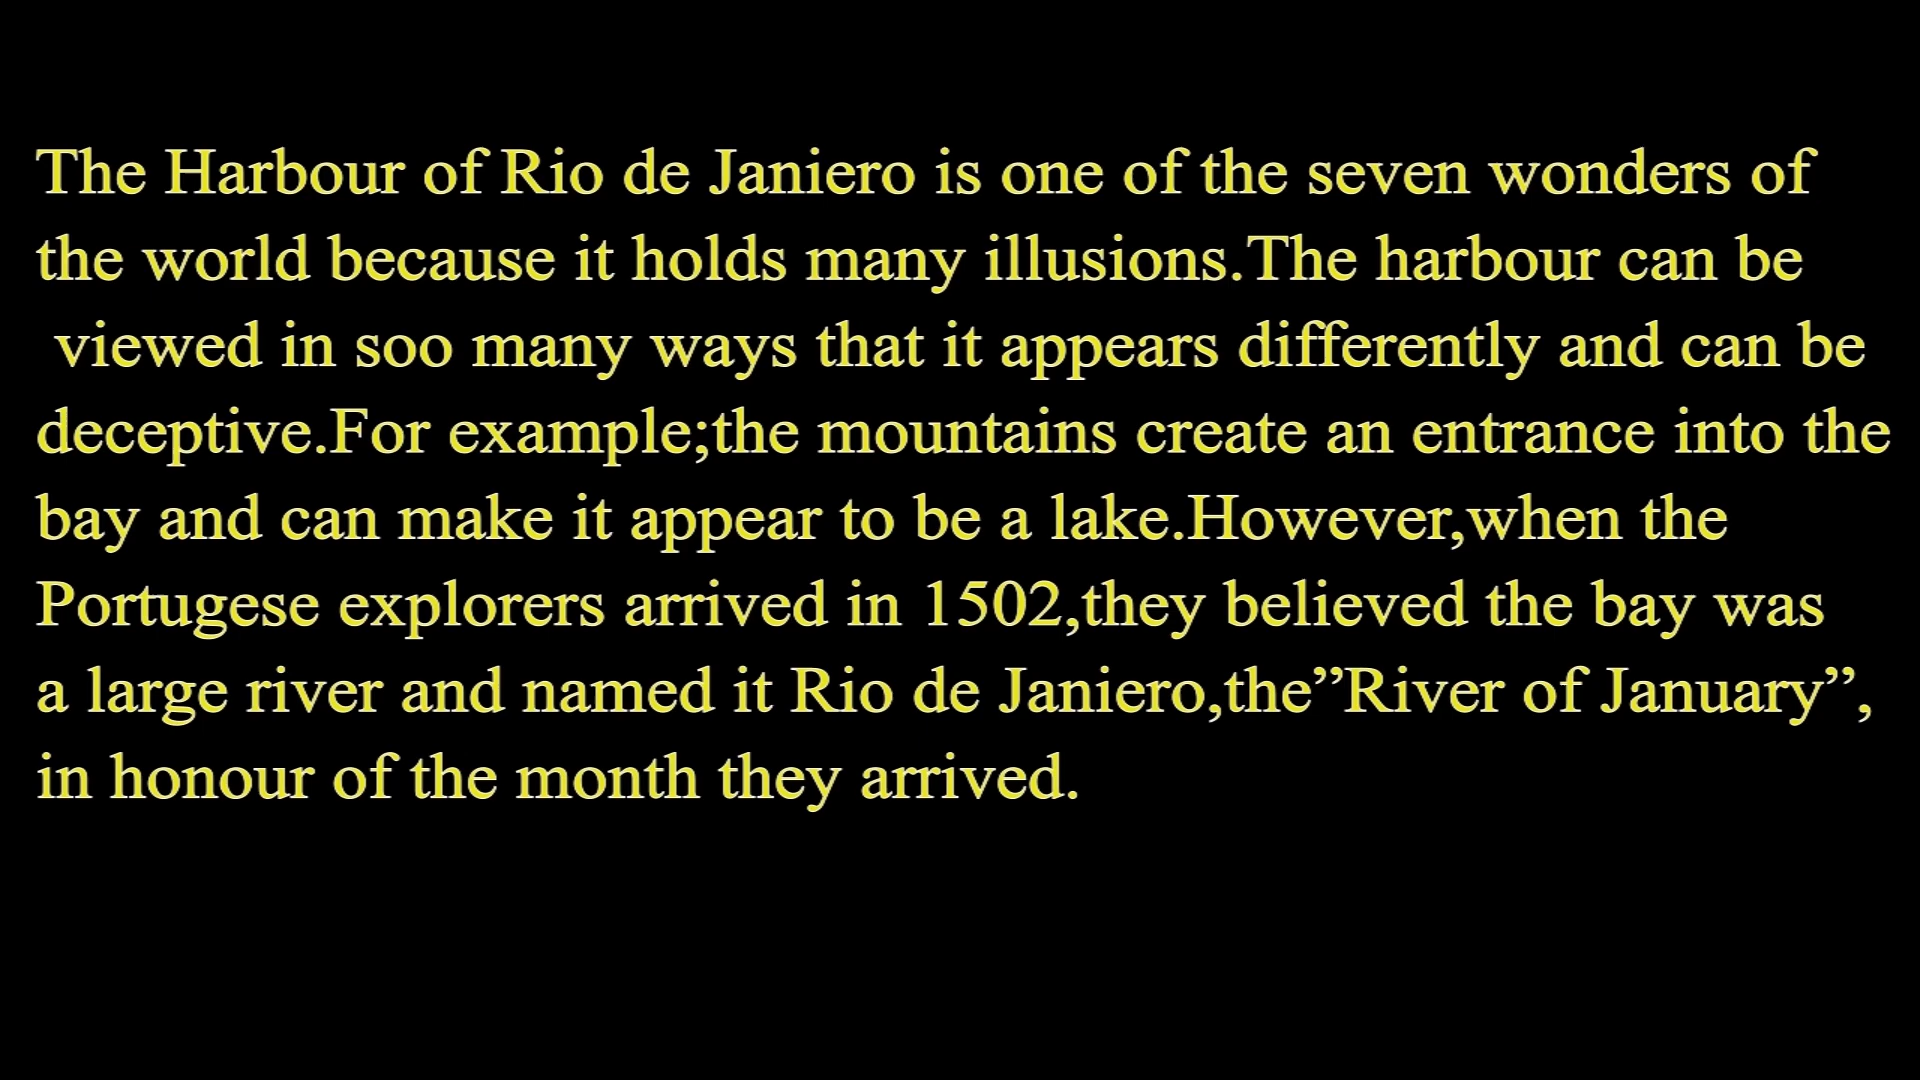 The Harbour of Rio de Janiero is one of the seven wonders of
the world because it holds many illusions.The harbour can be
viewed in soo many ways that it appears differently and can be
deceptive.For example;the mountains create an entrance into the
bay and can make it appear to be a lake.However,when the
Portugese explorers arrived in 1502,they believed the bay was
a large river and named it Rio de Janiero,the”River of January”,
in honour of the month they arrived.